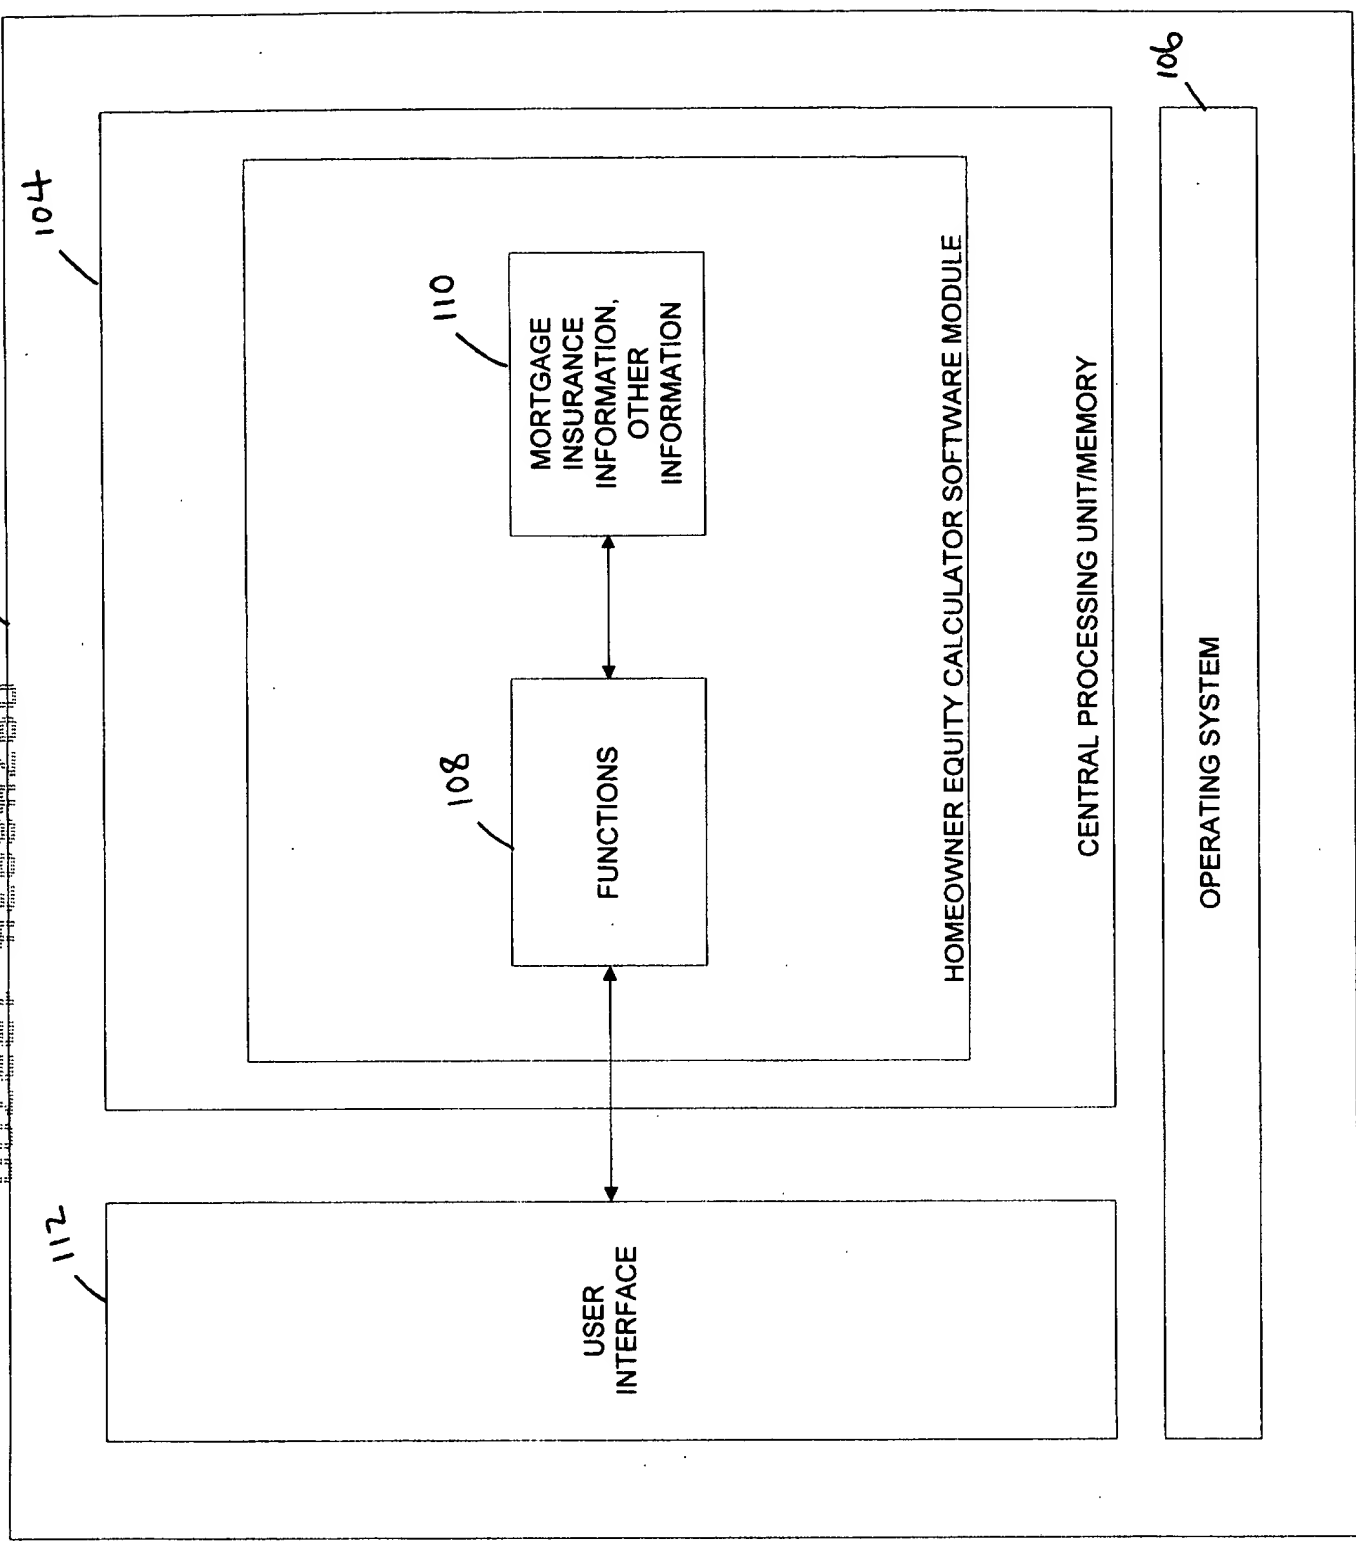 104
106
110
MORTGAGE
INSURANCE
INFORMATION,
OTHER
INFORMATION
108
FUNCTIONS
HOMEOWNER EQUITY CALCULATOR SOFTWARE MODULE
CENTRAL PROCESSING UNIT/MEMORY
OPERATING SYSTEM
112
USER
INTERFACE